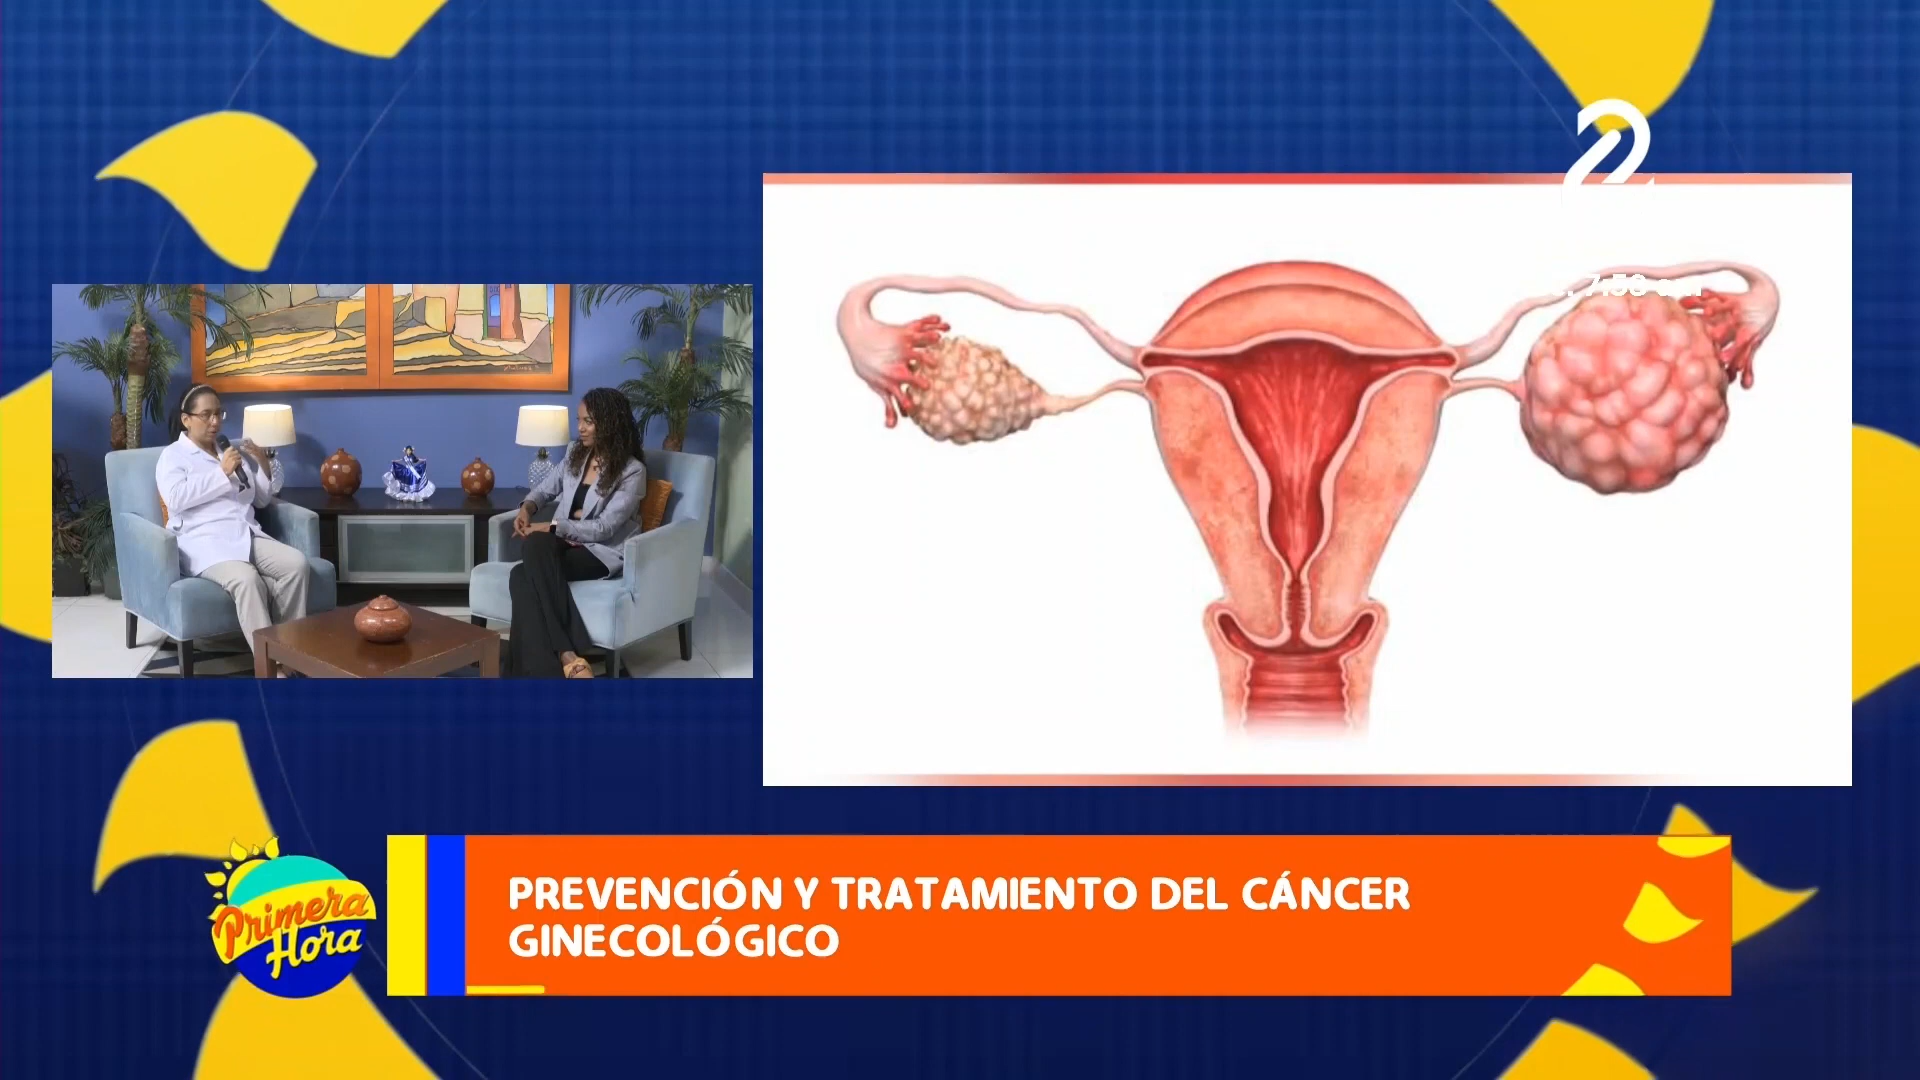 2
Primera
Hora
PREVENCIÓN Y TRATAMIENTO DEL CÁNCER
GINECOLÓGICO